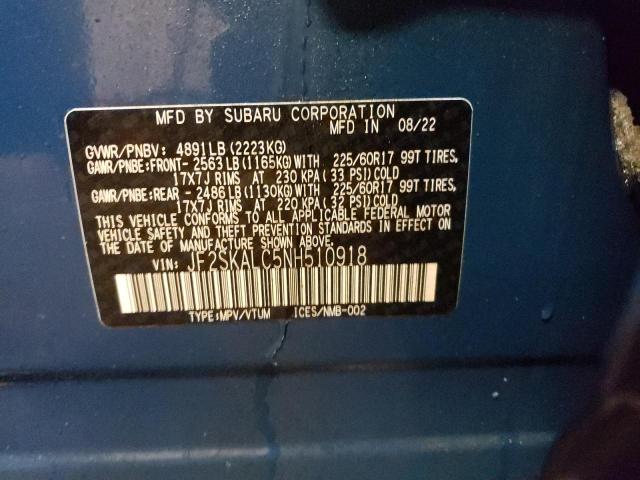 MFD BY SUBARU CORPORATION
MFD IN 08/22
GVWR/PNBV: 4891LB(2223KG)
GAWR/PNBE:FRONT- 2563LB(1165KG)WITH 225/60R17 99T TIRES,
17X7J RIMS AT 230 KPA(33 PSI)COLD
GAWR/PNBE:REAR - 2486LB(1130KG)WITH 225/60R17 99T TIRES,
17X7J RIMS AT 220 KPA(32 PSI)COLD
THIS VEHICLE CONFORMS TO ALL APPLICABLE FEDERAL MOTOR
VEHICLE SAFETY AND THEFT PREVENTION STANDARDS IN EFFECT ON
THE DATE OF MANUFACTURE SHOWN ABOVE.
VIN: JF2SKALC5NH510918
TYPE:MPV/VTUM ICES/NMB-002